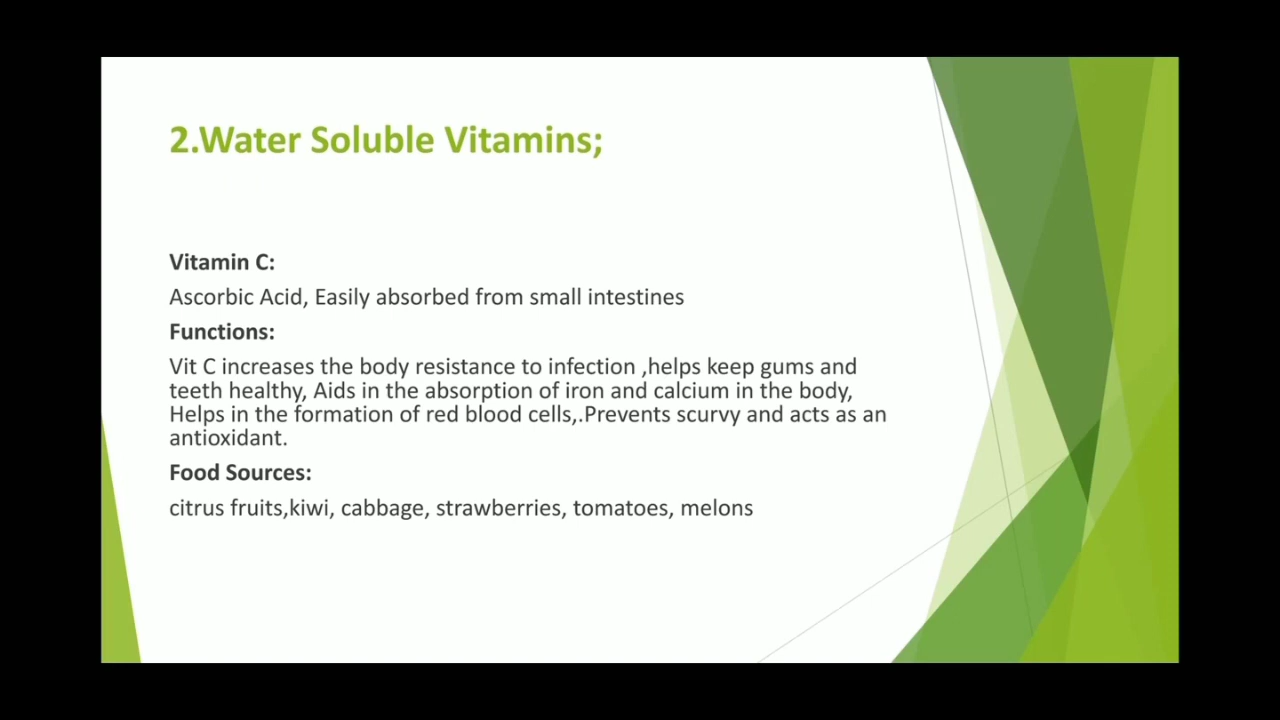 2.Water Soluble Vitamins;
Vitamin C:
Ascorbic Acid, Easily absorbed from small intestines
Functions:
Vit C increases the body resistance to infection ,helps keep gums and
teeth healthy, Aids in the absorption of iron and calcium in the body,
Helps in the formation of red blood cells,.Prevents scurvy and acts as an
antioxidant.
Food Sources:
citrus fruits,kiwi, cabbage, strawberries, tomatoes, melons